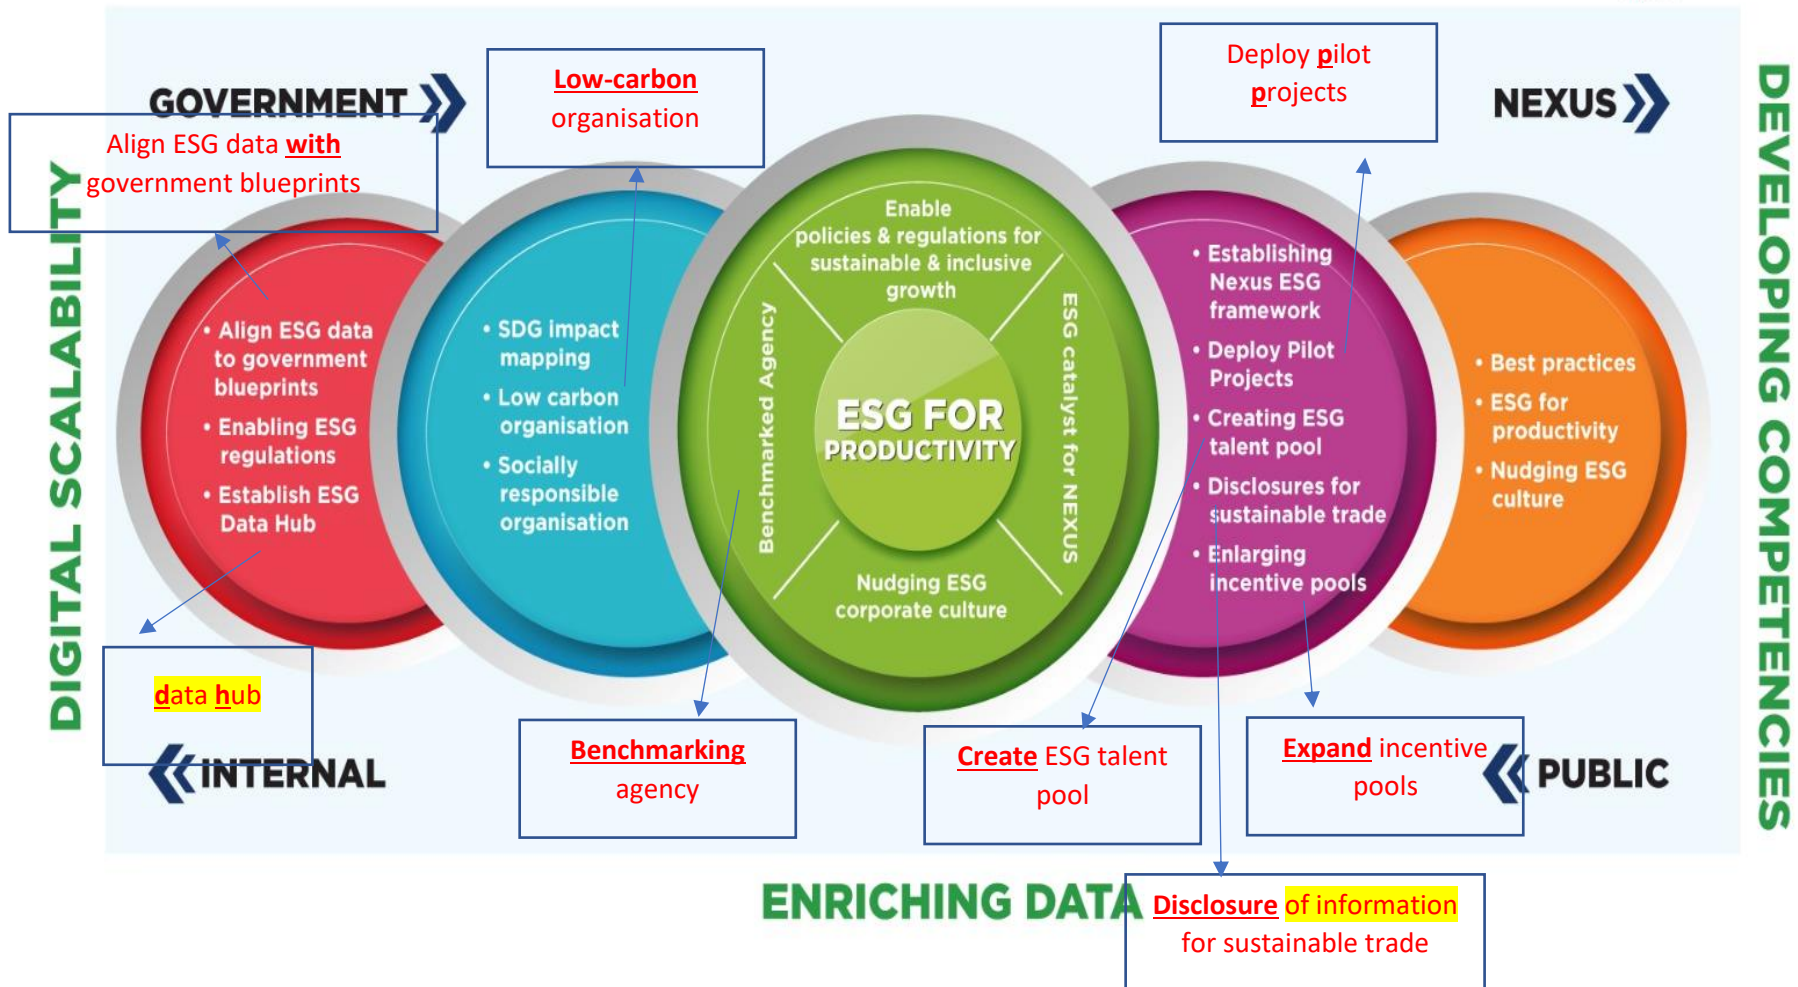 GOVERNMENT
Low-carbon
organisation
Deploy pilot
projects
NEXUS
Align ESG data with
government blueprints
DIGITAL SCALABILITY
• Align ESG data
to government
blueprints
• Enabling ESG
regulations
• Establish ESG
Data Hub
• SDG impact
mapping
• Low carbon
organisation
• Socially
responsible
organisation
Enable
policies & regulations for
sustainable & inclusive
growth
Benchmarked Agency
ESG FOR
PRODUCTIVITY
ESG catalyst for NEXUS
Nudging ESG
corporate culture
• Establishing
Nexus ESG
framework
• Deploy Pilot
Projects
• Creating ESG
talent pool
• Disclosures for
sustainable trade
• Enlarging
incentive pools
• Best practices
• ESG for
productivity
• Nudging ESG
culture
DEVELOPING COMPETENCIES
data hub
INTERNAL
Benchmarking
agency
Create ESG talent
pool
Expand incentive
pools
PUBLIC
ENRICHING DATA
Disclosure of information
for sustainable trade